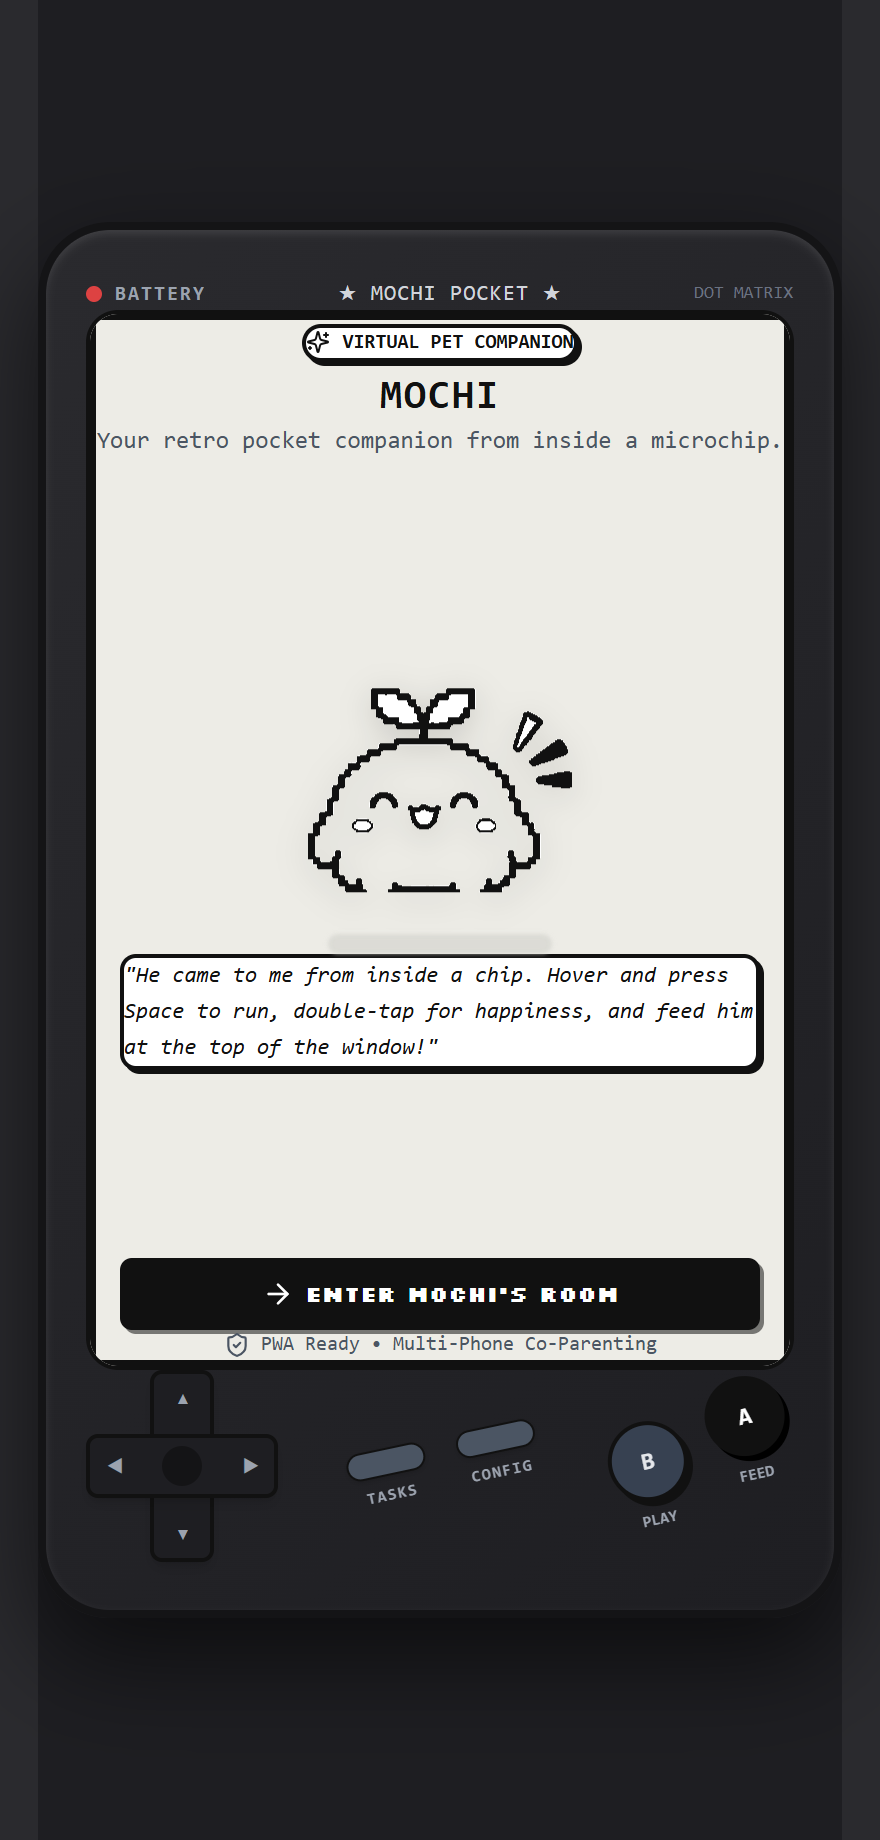 BATTERY
★ MOCHI POCKET ★
DOT MATRIX
VIRTUAL PET COMPANION
MOCHI
Your retro pocket companion from inside a microchip.
"He came to me from inside a chip. Hover and press
Space to run, double-tap for happiness, and feed him
at the top of the window!"
→ ENTER MOCHI'S ROOM
PWA Ready • Multi-Phone Co-Parenting
▲
◀ ▶
▼
TASKS
CONFIG
B
PLAY
A
FEED